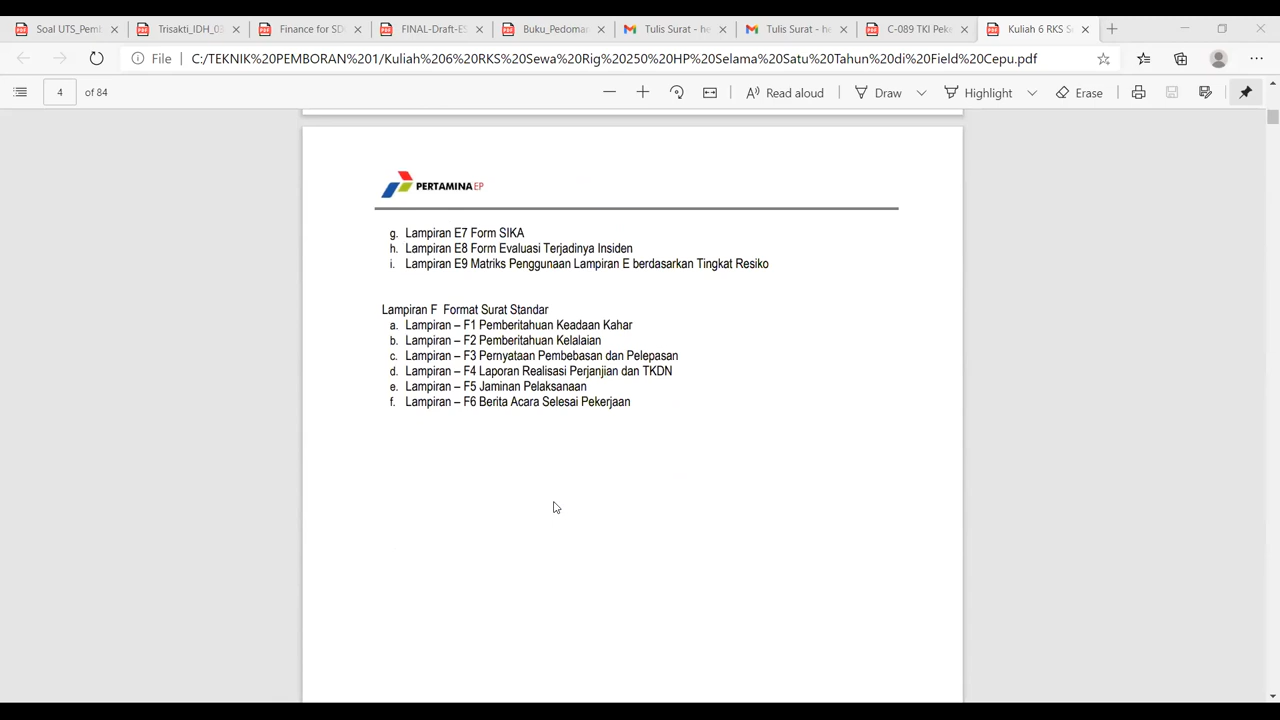 Soal UTS_Pemb
Trisakti_IDH_03
Finance for SD
FINAL-Draft-ES
Buku_Pedoman
Tulis Surat - he
Tulis Surat - he
C-089 TKI Peke
Kuliah 6 RKS Se
File
C:/TEKNIK%20PEMBORAN%201/Kuliah%206%20RKS%20Sewa%20Rig%20250%20HP%20Selama%20Satu%20Tahun%20di%20Field%20Cepu.pdf
4 of 84
Read aloud
Draw
Highlight
Erase
PERTAMINA EP
g. Lampiran E7 Form SIKA
h. Lampiran E8 Form Evaluasi Terjadinya Insiden
i. Lampiran E9 Matriks Penggunaan Lampiran E berdasarkan Tingkat Resiko
Lampiran F Format Surat Standar
a. Lampiran – F1 Pemberitahuan Keadaan Kahar
b. Lampiran – F2 Pemberitahuan Kelalaian
c. Lampiran – F3 Pernyataan Pembebasan dan Pelepasan
d. Lampiran – F4 Laporan Realisasi Perjanjian dan TKDN
e. Lampiran – F5 Jaminan Pelaksanaan
f. Lampiran – F6 Berita Acara Selesai Pekerjaan